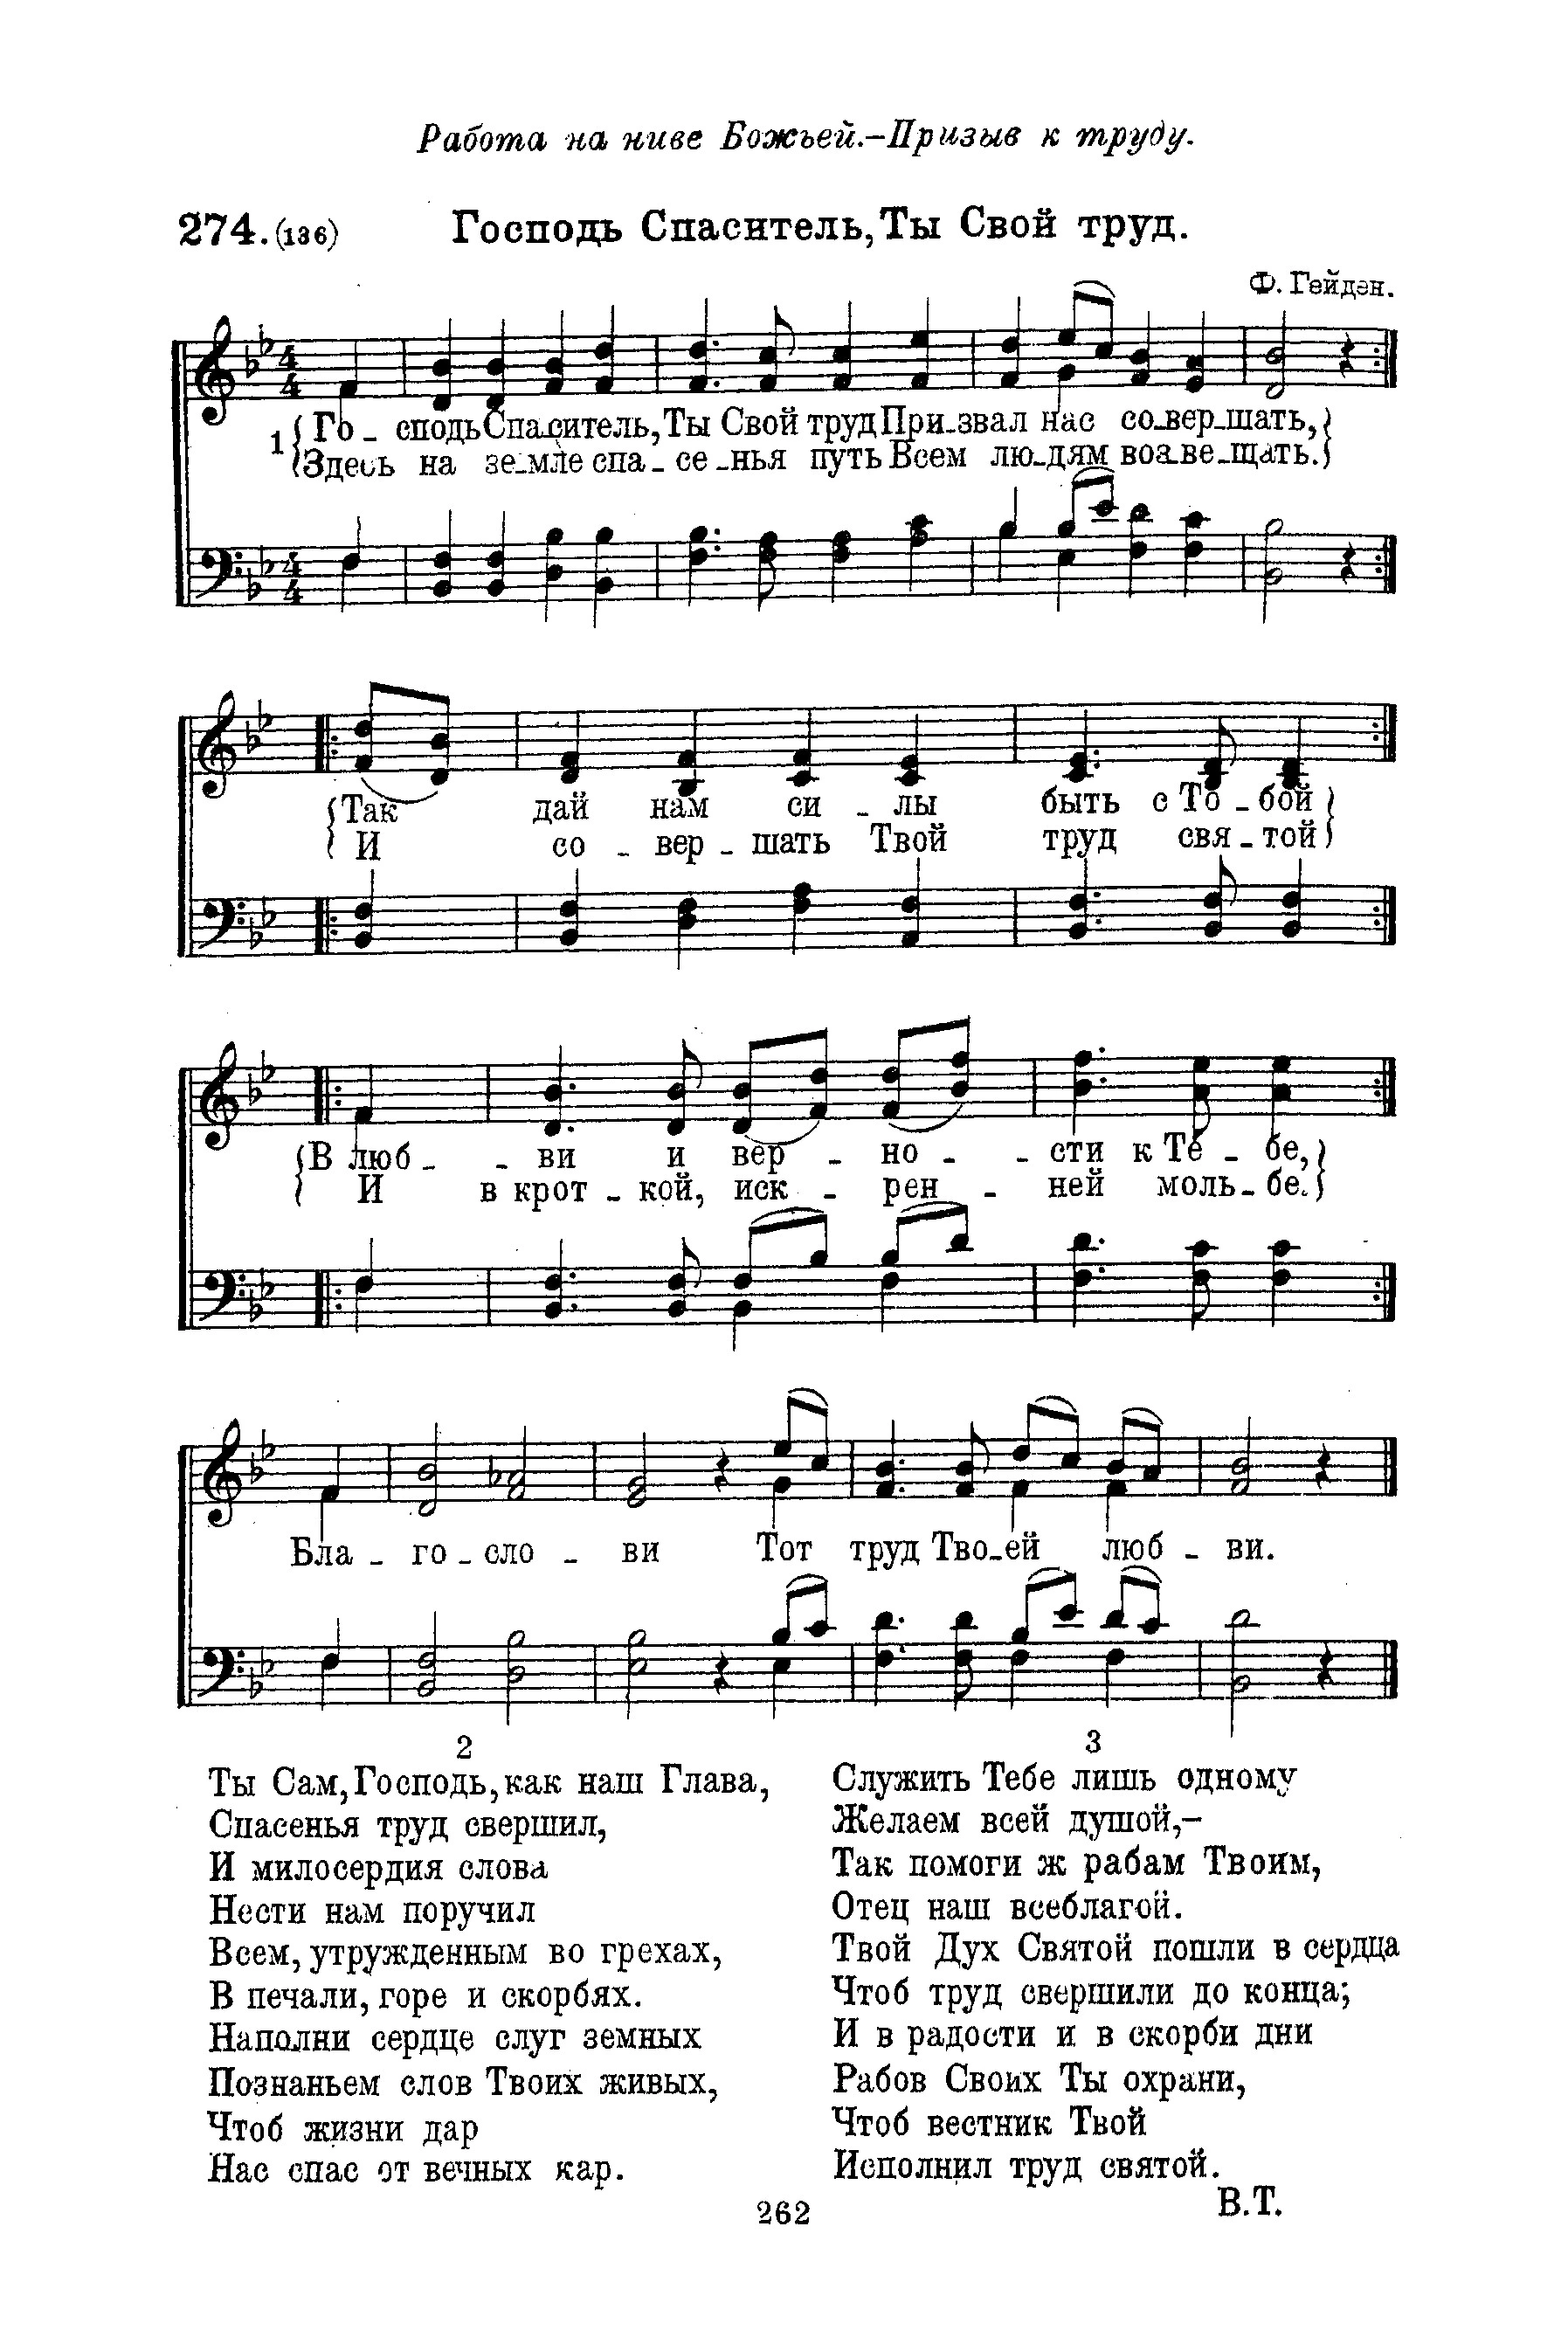 Работа на ниве Божьей.-Призыв к труду.
274.(136) Господь Спаситель, Ты Свой труд.
Ф. Гейдэн.
4 4
1 {Го - сподь Спа-ситель, Ты Свой труд При-звал нас со-вер-шать,}
{Здесь на зе-мле спа - се -нья путь Всем лю-дям воз-ве-щать.}
4 4
{Так дай нам си - лы быть с То - бой}
{И со - вер - шать Твой труд свя - той}
{В люб - - ви и вер - но - - сти к Те - бе,}
{И в крот - кой, иск - рен - ней моль - бе.}
Бла - го - сло - ви Тот труд Тво-ей люб - ви.
2
Ты Сам, Господь, как наш Глава,
Спасенья труд свершил,
И милосердия слова
Нести нам поручил
Всем, утружденным во грехах,
В печали, горе и скорбях.
Наполни сердце слуг земных
Познаньем слов Твоих живых,
Чтоб жизни дар
Нас спас от вечных кар.
3
Служить Тебе лишь одному
Желаем всей душой,-
Так помоги ж рабам Твоим,
Отец наш всеблагой.
Твой Дух Святой пошли в сердца
Чтоб труд свершили до конца;
И в радости и в скорби дни
Рабов Своих Ты охрани,
Чтоб вестник Твой
Исполнил труд святой.
В.Т.
262